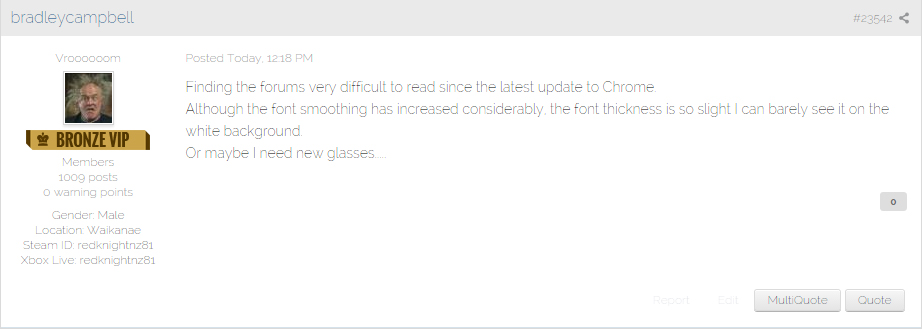 bradleycampbell
#23542
Vroooooom
BRONZE VIP
Members
1009 posts
0 warning points
Gender: Male
Location: Waikanae
Steam ID: redknightnz81
Xbox Live: redknightnz81
Posted Today, 12:18 PM
Finding the forums very difficult to read since the latest update to Chrome.
Although the font smoothing has increased considerably, the font thickness is so slight I can barely see it on the
white background.
Or maybe I need new glasses.....
0
Report Edit MultiQuote Quote